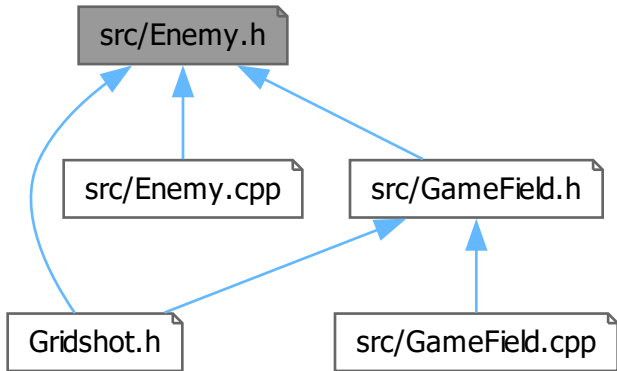 src/Enemy.h
src/Enemy.cpp
src/GameField.h
Gridshot.h
src/GameField.cpp